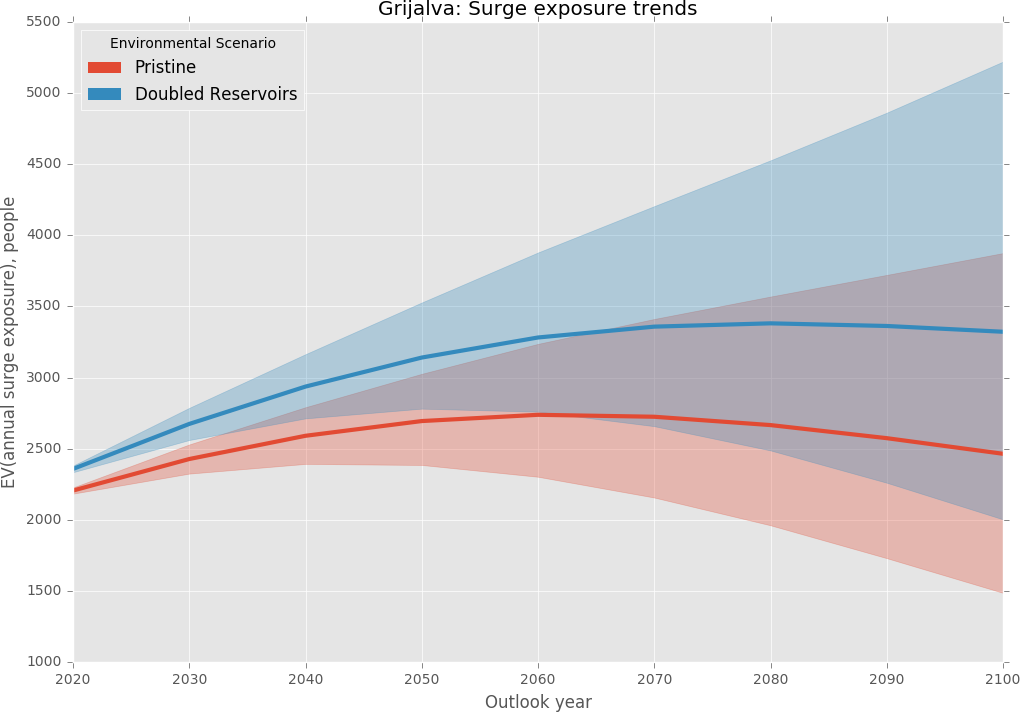 Grijalva: Surge exposure trends
Environmental Scenario
Pristine
Doubled Reservoirs
EV(annual surge exposure), people
5500
5000
4500
4000
3500
3000
2500
2000
1500
1000
2020 2030 2040 2050 2060 2070 2080 2090 2100
Outlook year